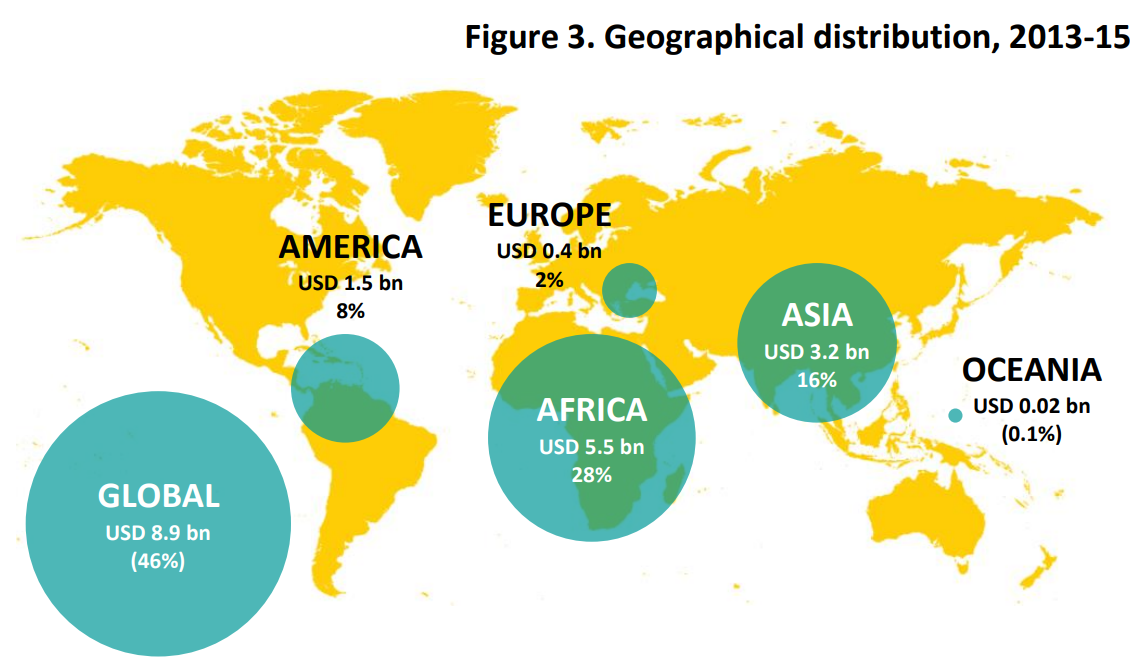 Figure 3. Geographical distribution, 2013-15
EUROPE
USD 0.4 bn
2%
AMERICA
USD 1.5 bn
8%
ASIA
USD 3.2 bn
16%
OCEANIA
USD 0.02 bn
(0.1%)
AFRICA
USD 5.5 bn
28%
GLOBAL
USD 8.9 bn
(46%)